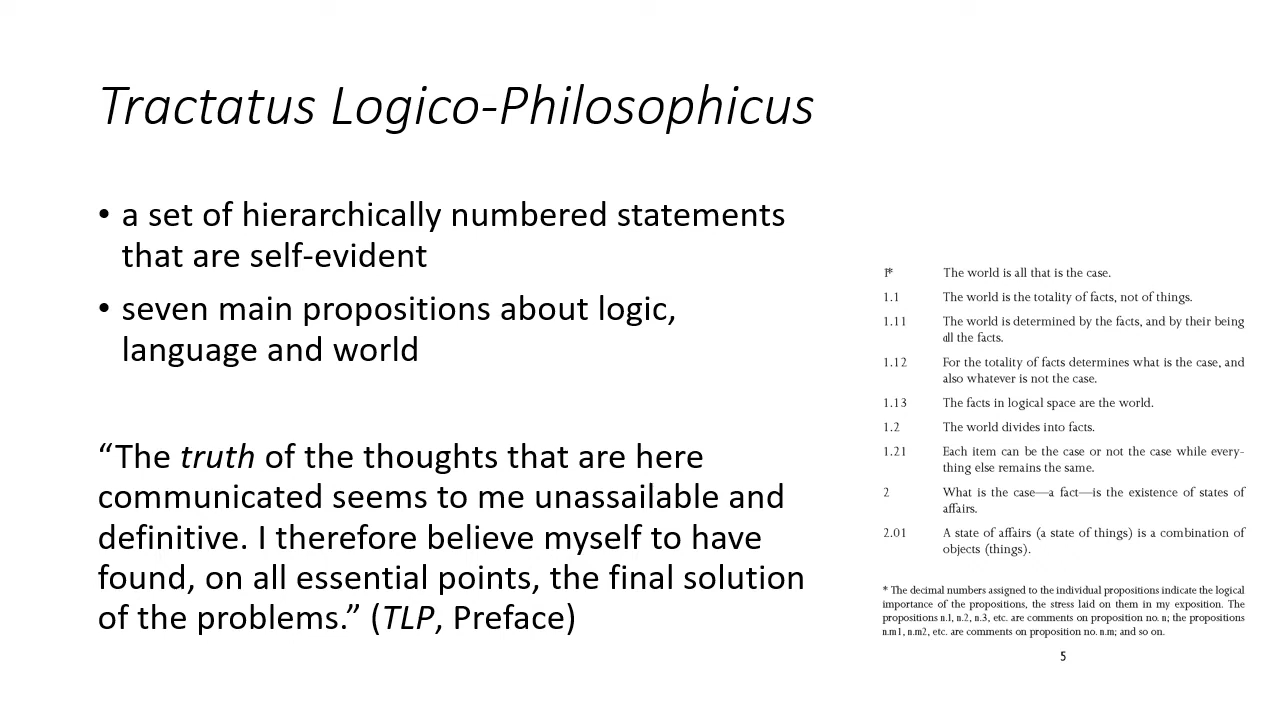 Tractatus Logico-Philosophicus
• a set of hierarchically numbered statements
that are self-evident
• seven main propositions about logic,
language and world
“The truth of the thoughts that are here
communicated seems to me unassailable and
definitive. I therefore believe myself to have
found, on all essential points, the final solution
of the problems.” (TLP, Preface)
1* The world is all that is the case.
1.1 The world is the totality of facts, not of things.
1.11 The world is determined by the facts, and by their being
all the facts.
1.12 For the totality of facts determines what is the case, and
also whatever is not the case.
1.13 The facts in logical space are the world.
1.2 The world divides into facts.
1.21 Each item can be the case or not the case while every-
thing else remains the same.
2 What is the case—a fact—is the existence of states of
affairs.
2.01 A state of affairs (a state of things) is a combination of
objects (things).
* The decimal numbers assigned to the individual propositions indicate the logical
importance of the propositions, the stress laid on them in my exposition. The
propositions n.1, n.2, n.3, etc. are comments on proposition no. n; the propositions
n.m1, n.m2, etc. are comments on proposition no. n.m; and so on.
5